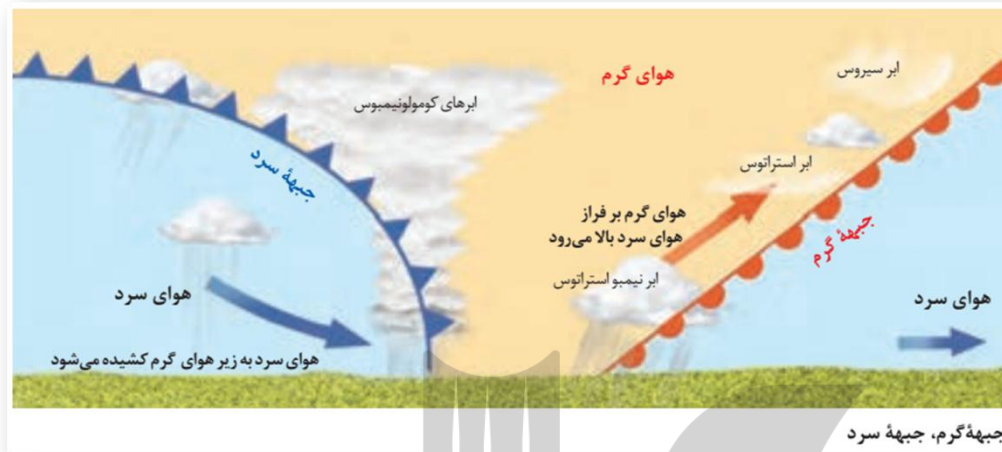 ابر سیروس
هوای گرم
ابرهای کومولونیمبوس
جبههٔ سرد
ابر استراتوس
هوای گرم بر فراز
هوای سرد بالا می‌رود
جبههٔ گرم
ابر نیمبو استراتوس
هوای سرد
هوای سرد
هوای سرد به زیر هوای گرم کشیده می‌شود
جبههٔ گرم، جبههٔ سرد